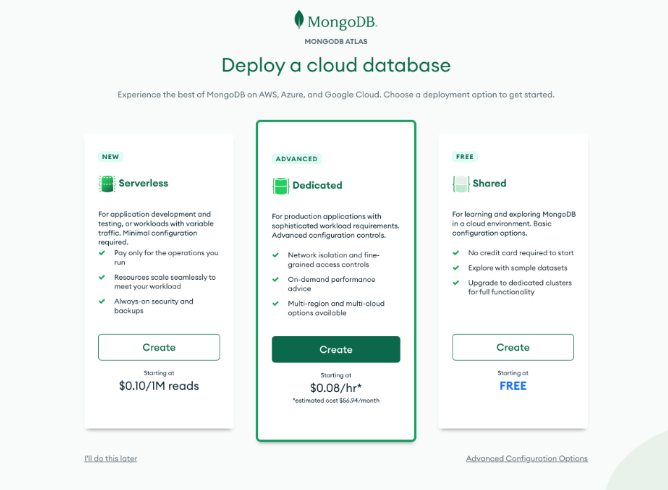 MongoDB.
MONGODB ATLAS
Deploy a cloud database
Experience the best of MongoDB on AWS, Azure, and Google Cloud. Choose a deployment option to get started.
NEW
Serverless
For application development and
testing, or workloads with variable
traffic. Minimal configuration
required.
Pay only for the operations you
run
Resources scale seamlessly to
meet your workload
Always-on security and
backups
Create
Starting at
$0.10/1M reads
ADVANCED
Dedicated
For production applications with
sophisticated workload requirements.
Advanced configuration controls.
Network isolation and fine-
grained access controls
On-demand performance
advice
Multi-region and multi-cloud
options available
Create
Starting at
$0.08/hr*
*estimated cost $56.94/month
FREE
Shared
For learning and exploring MongoDB
in a cloud environment. Basic
configuration options.
No credit card required to start
Explore with sample datasets
Upgrade to dedicated clusters
for full functionality
Create
Starting at
FREE
I'll do this later
Advanced Configuration Options